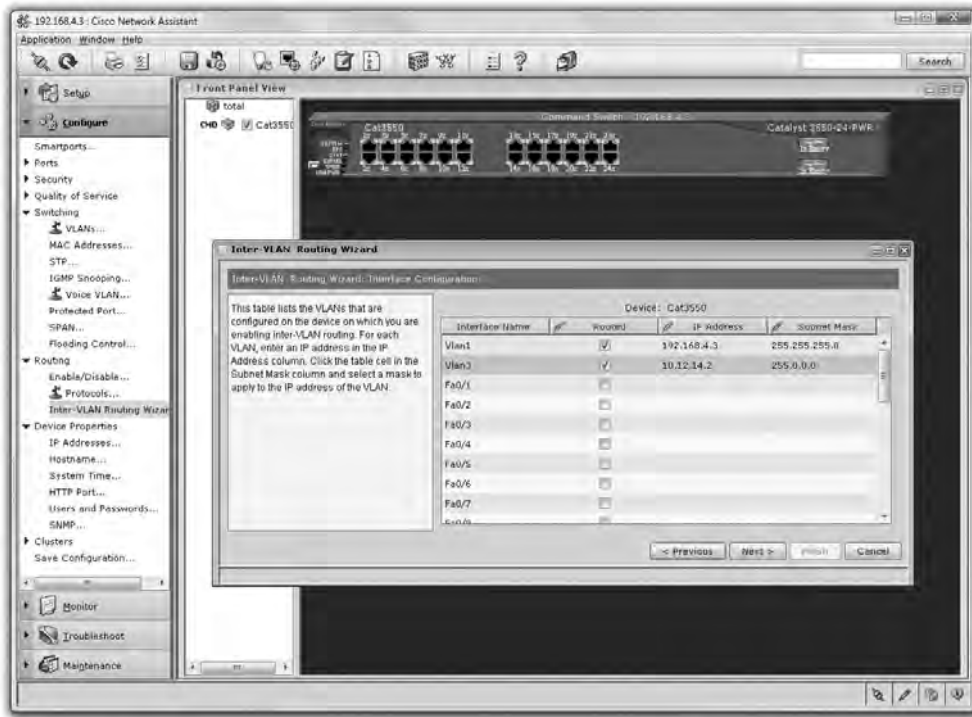 192.168.4.3 : Cisco Network Assistant
Application Window Help
Search
Setup
Configure
Smartports...
Ports
Security
Quality of Service
Switching
VLANs...
MAC Addresses...
STP...
IGMP Snooping...
Voice VLAN...
Protected Port...
SPAN...
Flooding Control...
Routing
Enable/Disable...
Protocols...
Inter-VLAN Routing Wizar
Device Properties
IP Addresses...
Hostname...
System Time...
HTTP Port...
Users and Passwords...
SNMP...
Clusters
Save Configuration...
Monitor
Troubleshoot
Maintenance
Front Panel View
total
CMD Cat355
Cat3550
Inter-VLAN Routing Wizard
Inter-VLAN Routing Wizard: Interface Configuration
This table lists the VLANs that are
configured on the device on which you are
enabling inter-VLAN routing. For each
VLAN, enter an IP address in the IP
Address column. Click the table cell in the
Subnet Mask column and select a mask to
apply to the IP address of the VLAN.
Device: Cat3550
Interface Name Routed IP Address Subnet Mask
Vlan1 192.168.4.3 255.255.255.0
Vlan3 10.12.14.2 255.0.0.0
Fa0/1
Fa0/2
Fa0/3
Fa0/4
Fa0/5
Fa0/6
Fa0/7
< Previous Next > Finish Cancel